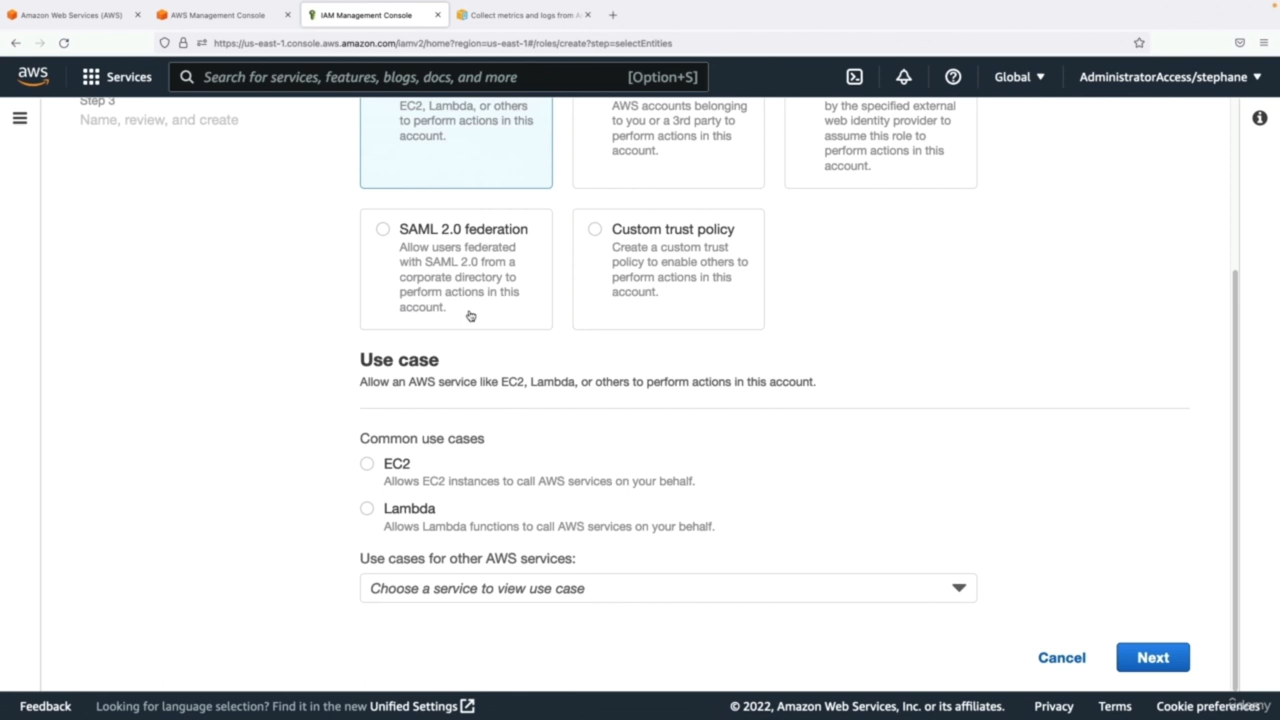 Amazon Web Services (AWS)
AWS Management Console
IAM Management Console
Collect metrics and logs from A
https://us-east-1.console.aws.amazon.com/iamv2/home?region=us-east-1#/roles/create?step=selectEntities
aws
Services
Search for services, features, blogs, docs, and more
[Option+S]
Global
AdministratorAccess/stephane
Step 3
Name, review, and create
EC2, Lambda, or others
to perform actions in this
account.
AWS accounts belonging
to you or a 3rd party to
perform actions in this
account.
by the specified external
web identity provider to
assume this role to
perform actions in this
account.
SAML 2.0 federation
Allow users federated
with SAML 2.0 from a
corporate directory to
perform actions in this
account.
Custom trust policy
Create a custom trust
policy to enable others to
perform actions in this
account.
Use case
Allow an AWS service like EC2, Lambda, or others to perform actions in this account.
Common use cases
EC2
Allows EC2 instances to call AWS services on your behalf.
Lambda
Allows Lambda functions to call AWS services on your behalf.
Use cases for other AWS services:
Choose a service to view use case
Cancel
Next
Feedback
Looking for language selection? Find it in the new Unified Settings
© 2022, Amazon Web Services, Inc. or its affiliates.
Privacy
Terms
Cookie preferences
Udemy